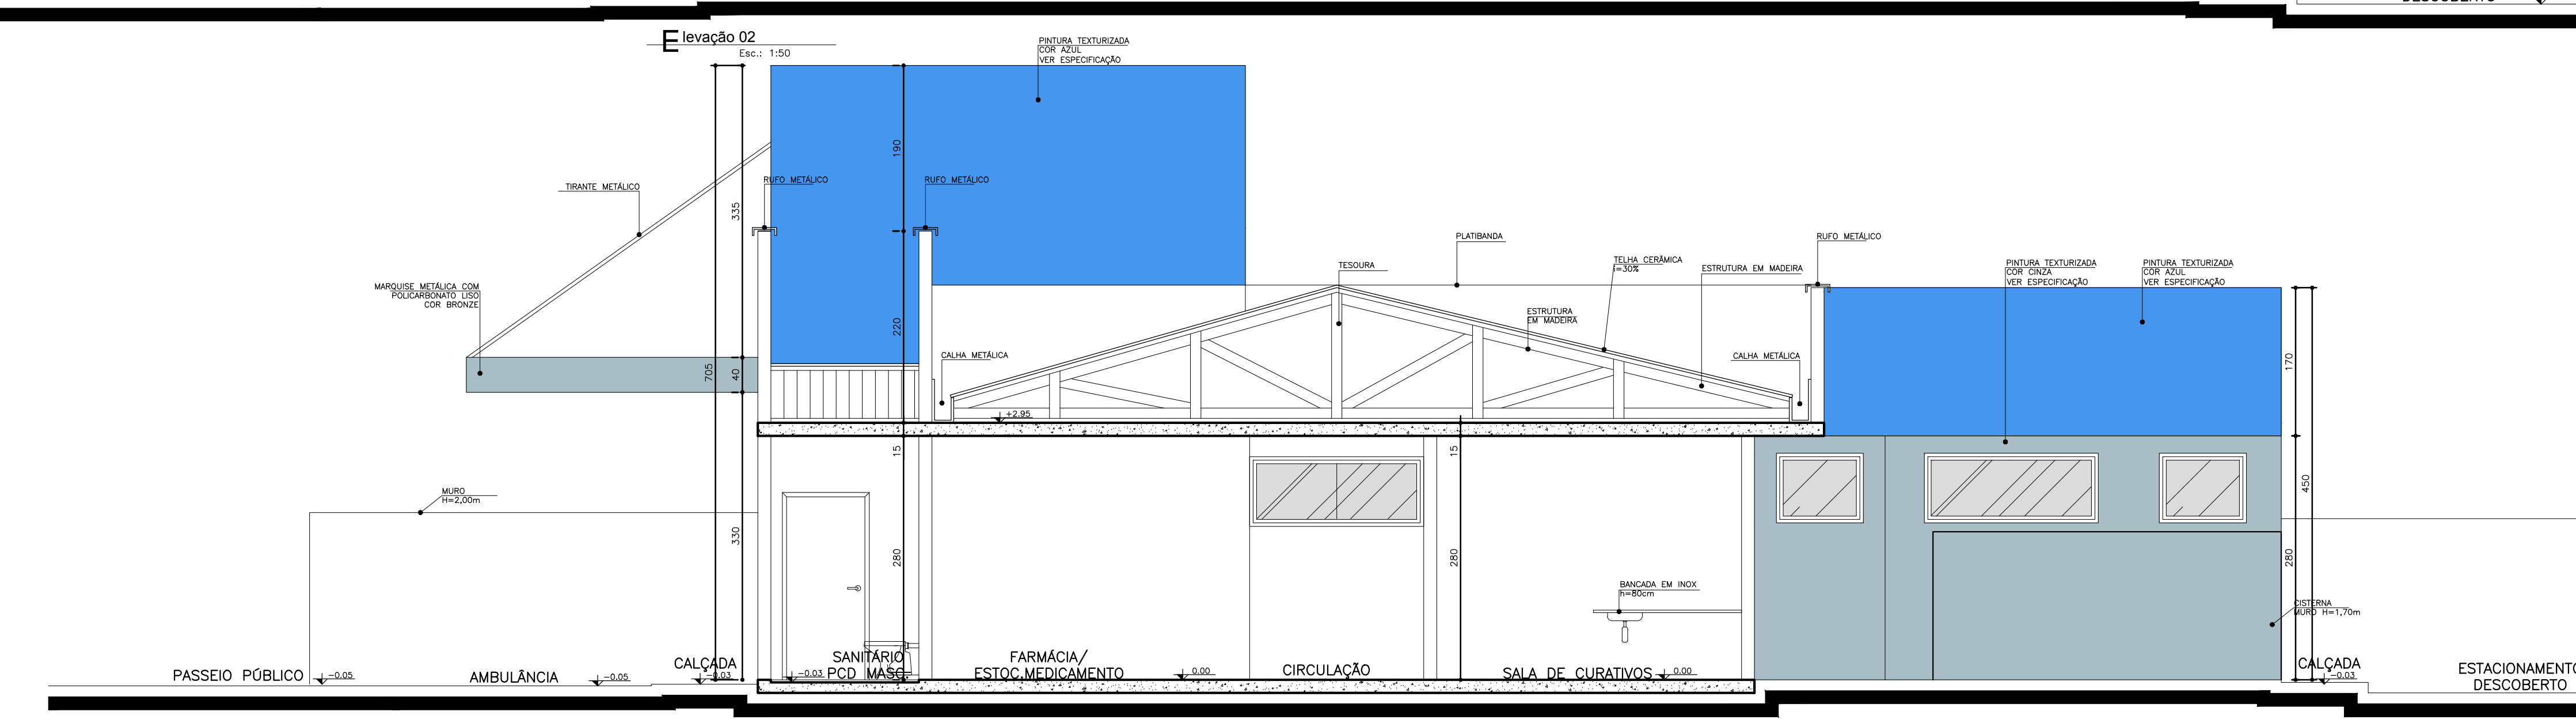 Elevação 02
Esc.: 1:50
PINTURA TEXTURIZADA
COR AZUL
VER ESPECIFICAÇÃO
TIRANTE METÁLICO
RUFO METÁLICO
RUFO METÁLICO
190
335
MARQUISE METÁLICA COM
POLICARBONATO LISO
COR BRONZE
705
40
220
CALHA METÁLICA
PLATIBANDA
TESOURA
TELHA CERÂMICA
i=30%
ESTRUTURA EM MADEIRA
ESTRUTURA
EM MADEIRA
CALHA METÁLICA
RUFO METÁLICO
PINTURA TEXTURIZADA
COR CINZA
VER ESPECIFICAÇÃO
PINTURA TEXTURIZADA
COR AZUL
VER ESPECIFICAÇÃO
170
450
+2.95
15
15
MURO
H=2,00m
330
280
280
280
BANCADA EM INOX
h=80cm
CISTERNA
MURO H=1,70m
PASSEIO PÚBLICO
-0.05
AMBULÂNCIA
-0.05
CALÇADA
-0.03
-0.03
SANITÁRIO
PCD MASC.
FARMÁCIA/
ESTOC.MEDICAMENTO
0.00
CIRCULAÇÃO
SALA DE CURATIVOS
0.00
CALÇADA
-0.03
ESTACIONAMENTO
DESCOBERTO